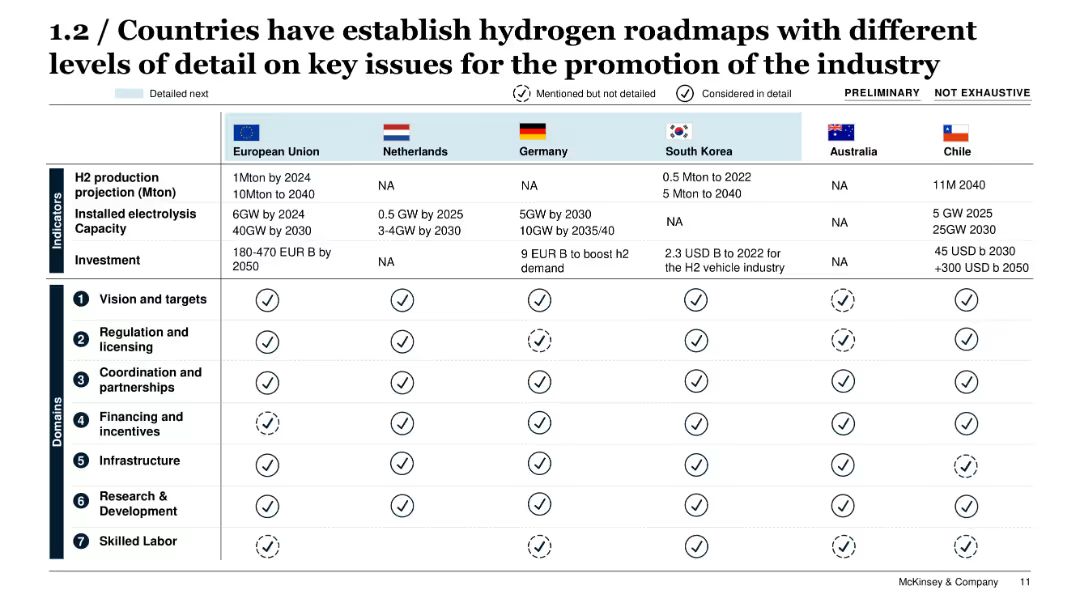 1.2 / Countries have establish hydrogen roadmaps with different
levels of detail on key issues for the promotion of the industry
Detailed next
Mentioned but not detailed
Considered in detail
PRELIMINARY
NOT EXHAUSTIVE
European Union
Netherlands
Germany
South Korea
Australia
Chile
Indicators
H2 production
projection (Mton)
1Mton by 2024
10Mton to 2040
NA
NA
0.5 Mton to 2022
5 Mton to 2040
NA
11M 2040
Installed electrolysis
Capacity
6GW by 2024
40GW by 2030
0.5 GW by 2025
3-4GW by 2030
5GW by 2030
10GW by 2035/40
NA
NA
5 GW 2025
25GW 2030
Investment
180-470 EUR B by
2050
NA
9 EUR B to boost h2
demand
2.3 USD B to 2022 for
the H2 vehicle industry
NA
45 USD b 2030
+300 USD b 2050
Domains
1 Vision and targets
2 Regulation and
licensing
3 Coordination and
partnerships
4 Financing and
incentives
5 Infrastructure
6 Research &
Development
7 Skilled Labor
McKinsey & Company 11